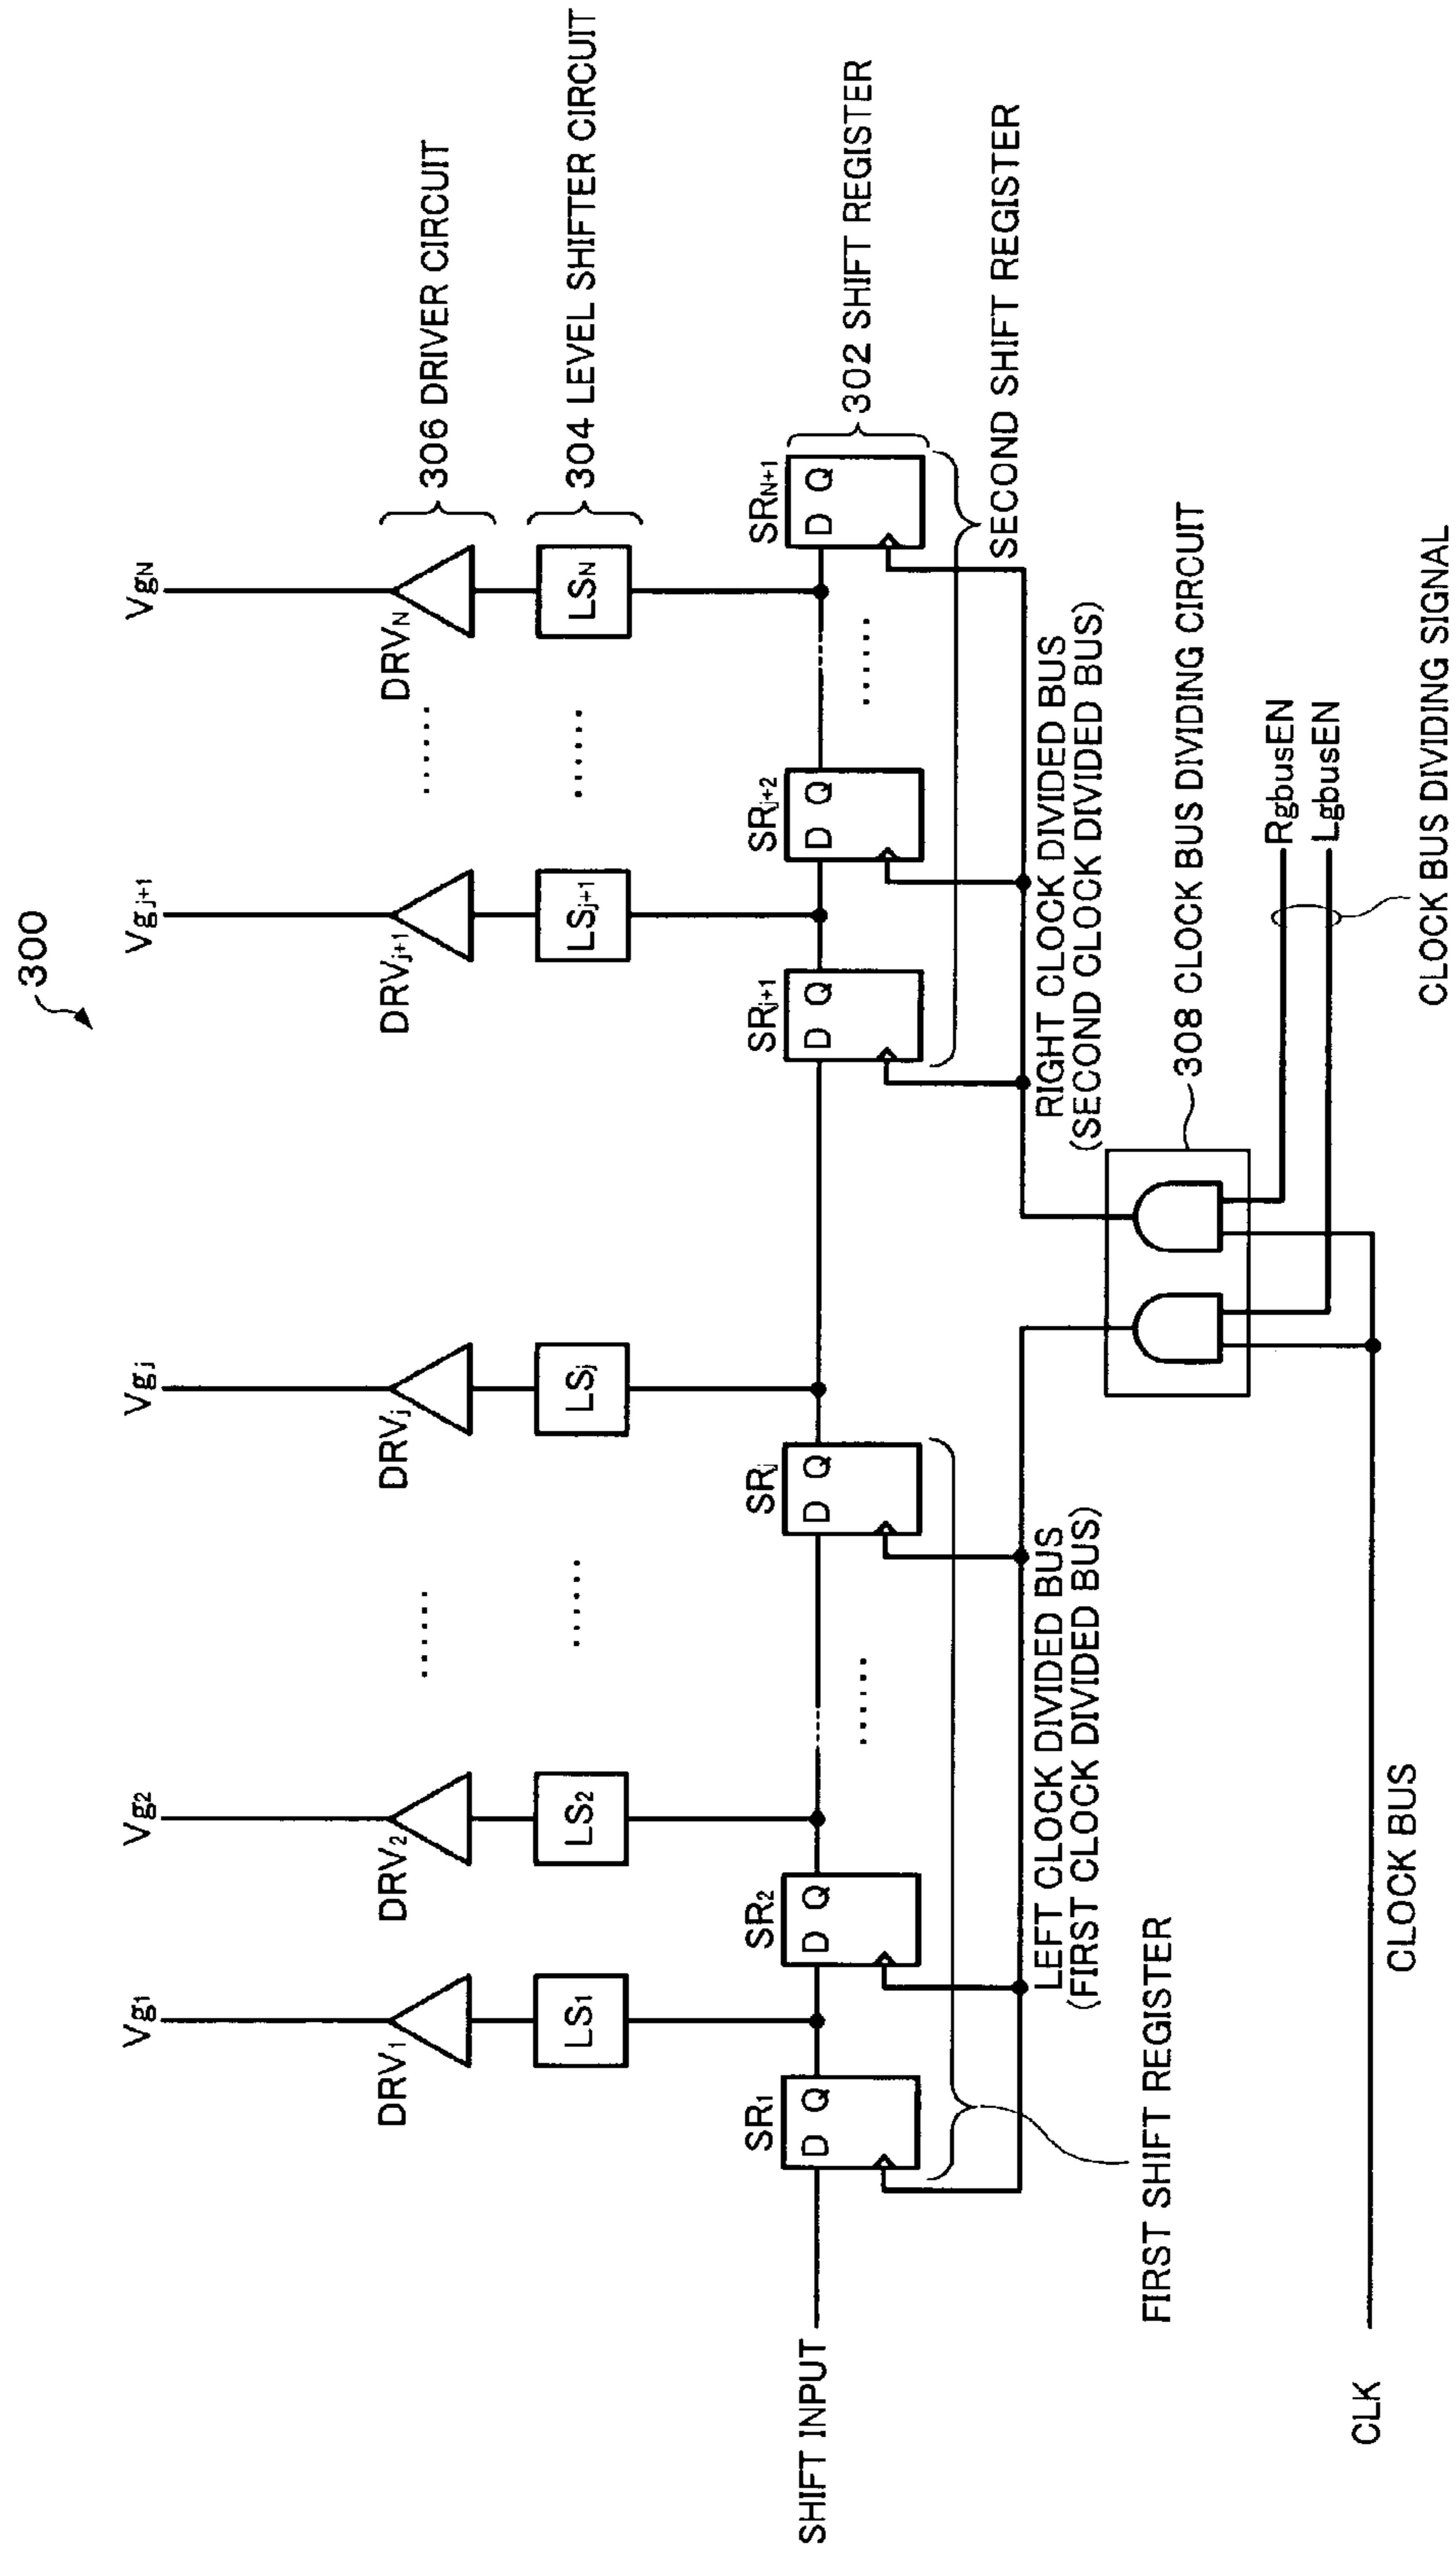 300
Vg1
Vg2
Vgj
Vgj+1
VgN
DRV1
DRV2
......
DRVj
DRVj+1
......
DRVN
306 DRIVER CIRCUIT
LS1
LS2
......
LSj
LSj+1
......
LSN
304 LEVEL SHIFTER CIRCUIT
SR1
SR2
SRj
SRj+1
SRj+2
SRN+1
SHIFT INPUT
D Q
D Q
D Q
D Q
D Q
D Q
302 SHIFT REGISTER
......
......
SECOND SHIFT REGISTER
LEFT CLOCK DIVIDED BUS
(FIRST CLOCK DIVIDED BUS)
RIGHT CLOCK DIVIDED BUS
(SECOND CLOCK DIVIDED BUS)
FIRST SHIFT REGISTER
308 CLOCK BUS DIVIDING CIRCUIT
RgbusEN
LgbusEN
CLK
CLOCK BUS
CLOCK BUS DIVIDING SIGNAL